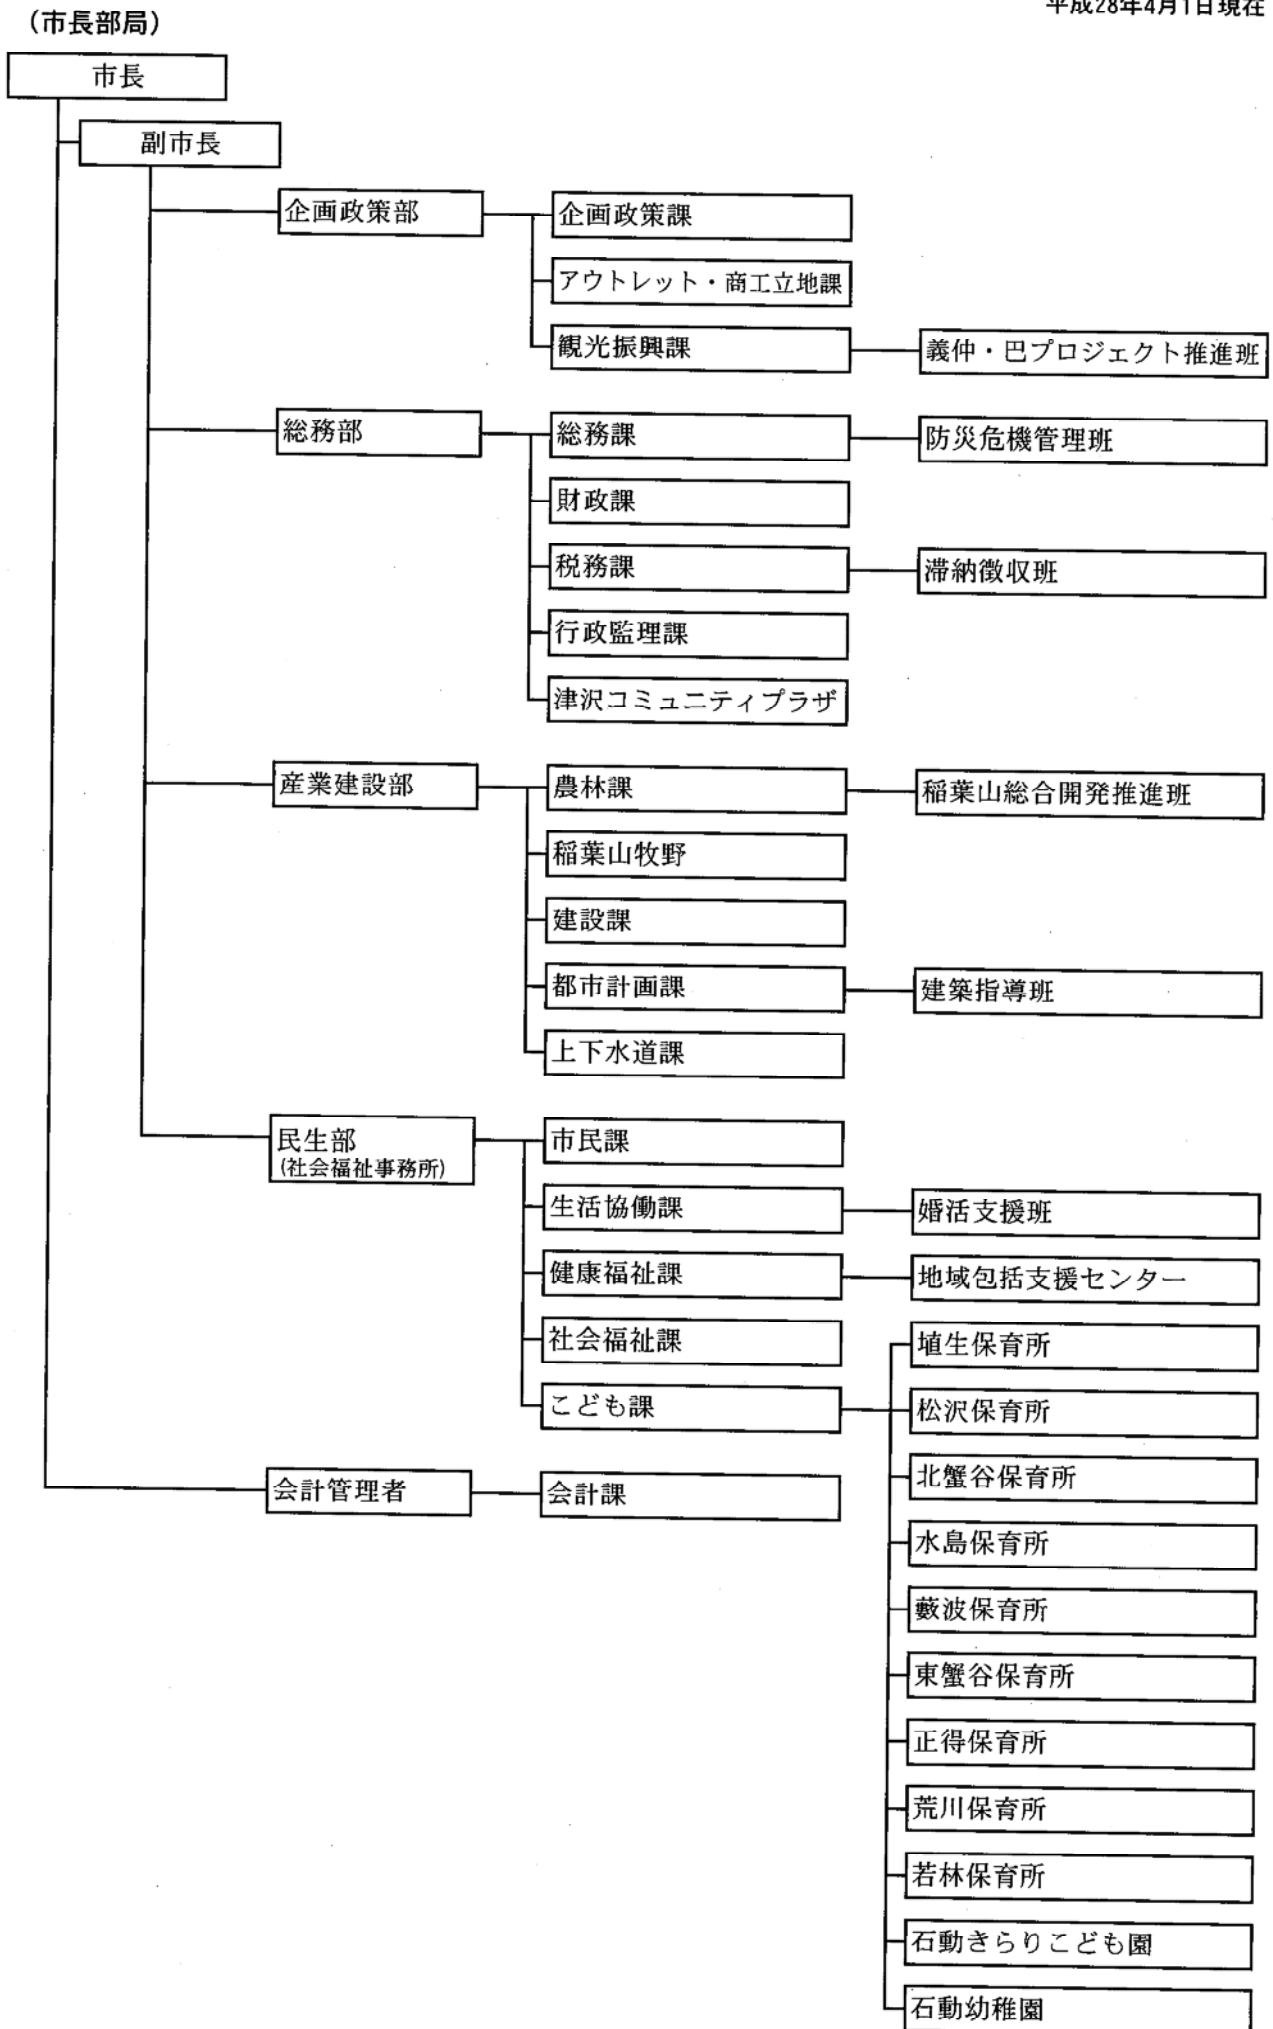 平成28年4月1日現在
（市長部局）
市長
副市長
企画政策部
企画政策課
アウトレット・商工立地課
観光振興課
義仲・巴プロジェクト推進班
総務部
総務課
防災危機管理班
財政課
税務課
滞納徴収班
行政監理課
津沢コミュニティプラザ
産業建設部
農林課
稲葉山総合開発推進班
稲葉山牧野
建設課
都市計画課
建築指導班
上下水道課
民生部
(社会福祉事務所)
市民課
生活協働課
婚活支援班
健康福祉課
地域包括支援センター
社会福祉課
こども課
埴生保育所
松沢保育所
北蟹谷保育所
水島保育所
藪波保育所
東蟹谷保育所
正得保育所
荒川保育所
若林保育所
石動きらりこども園
石動幼稚園
会計管理者
会計課